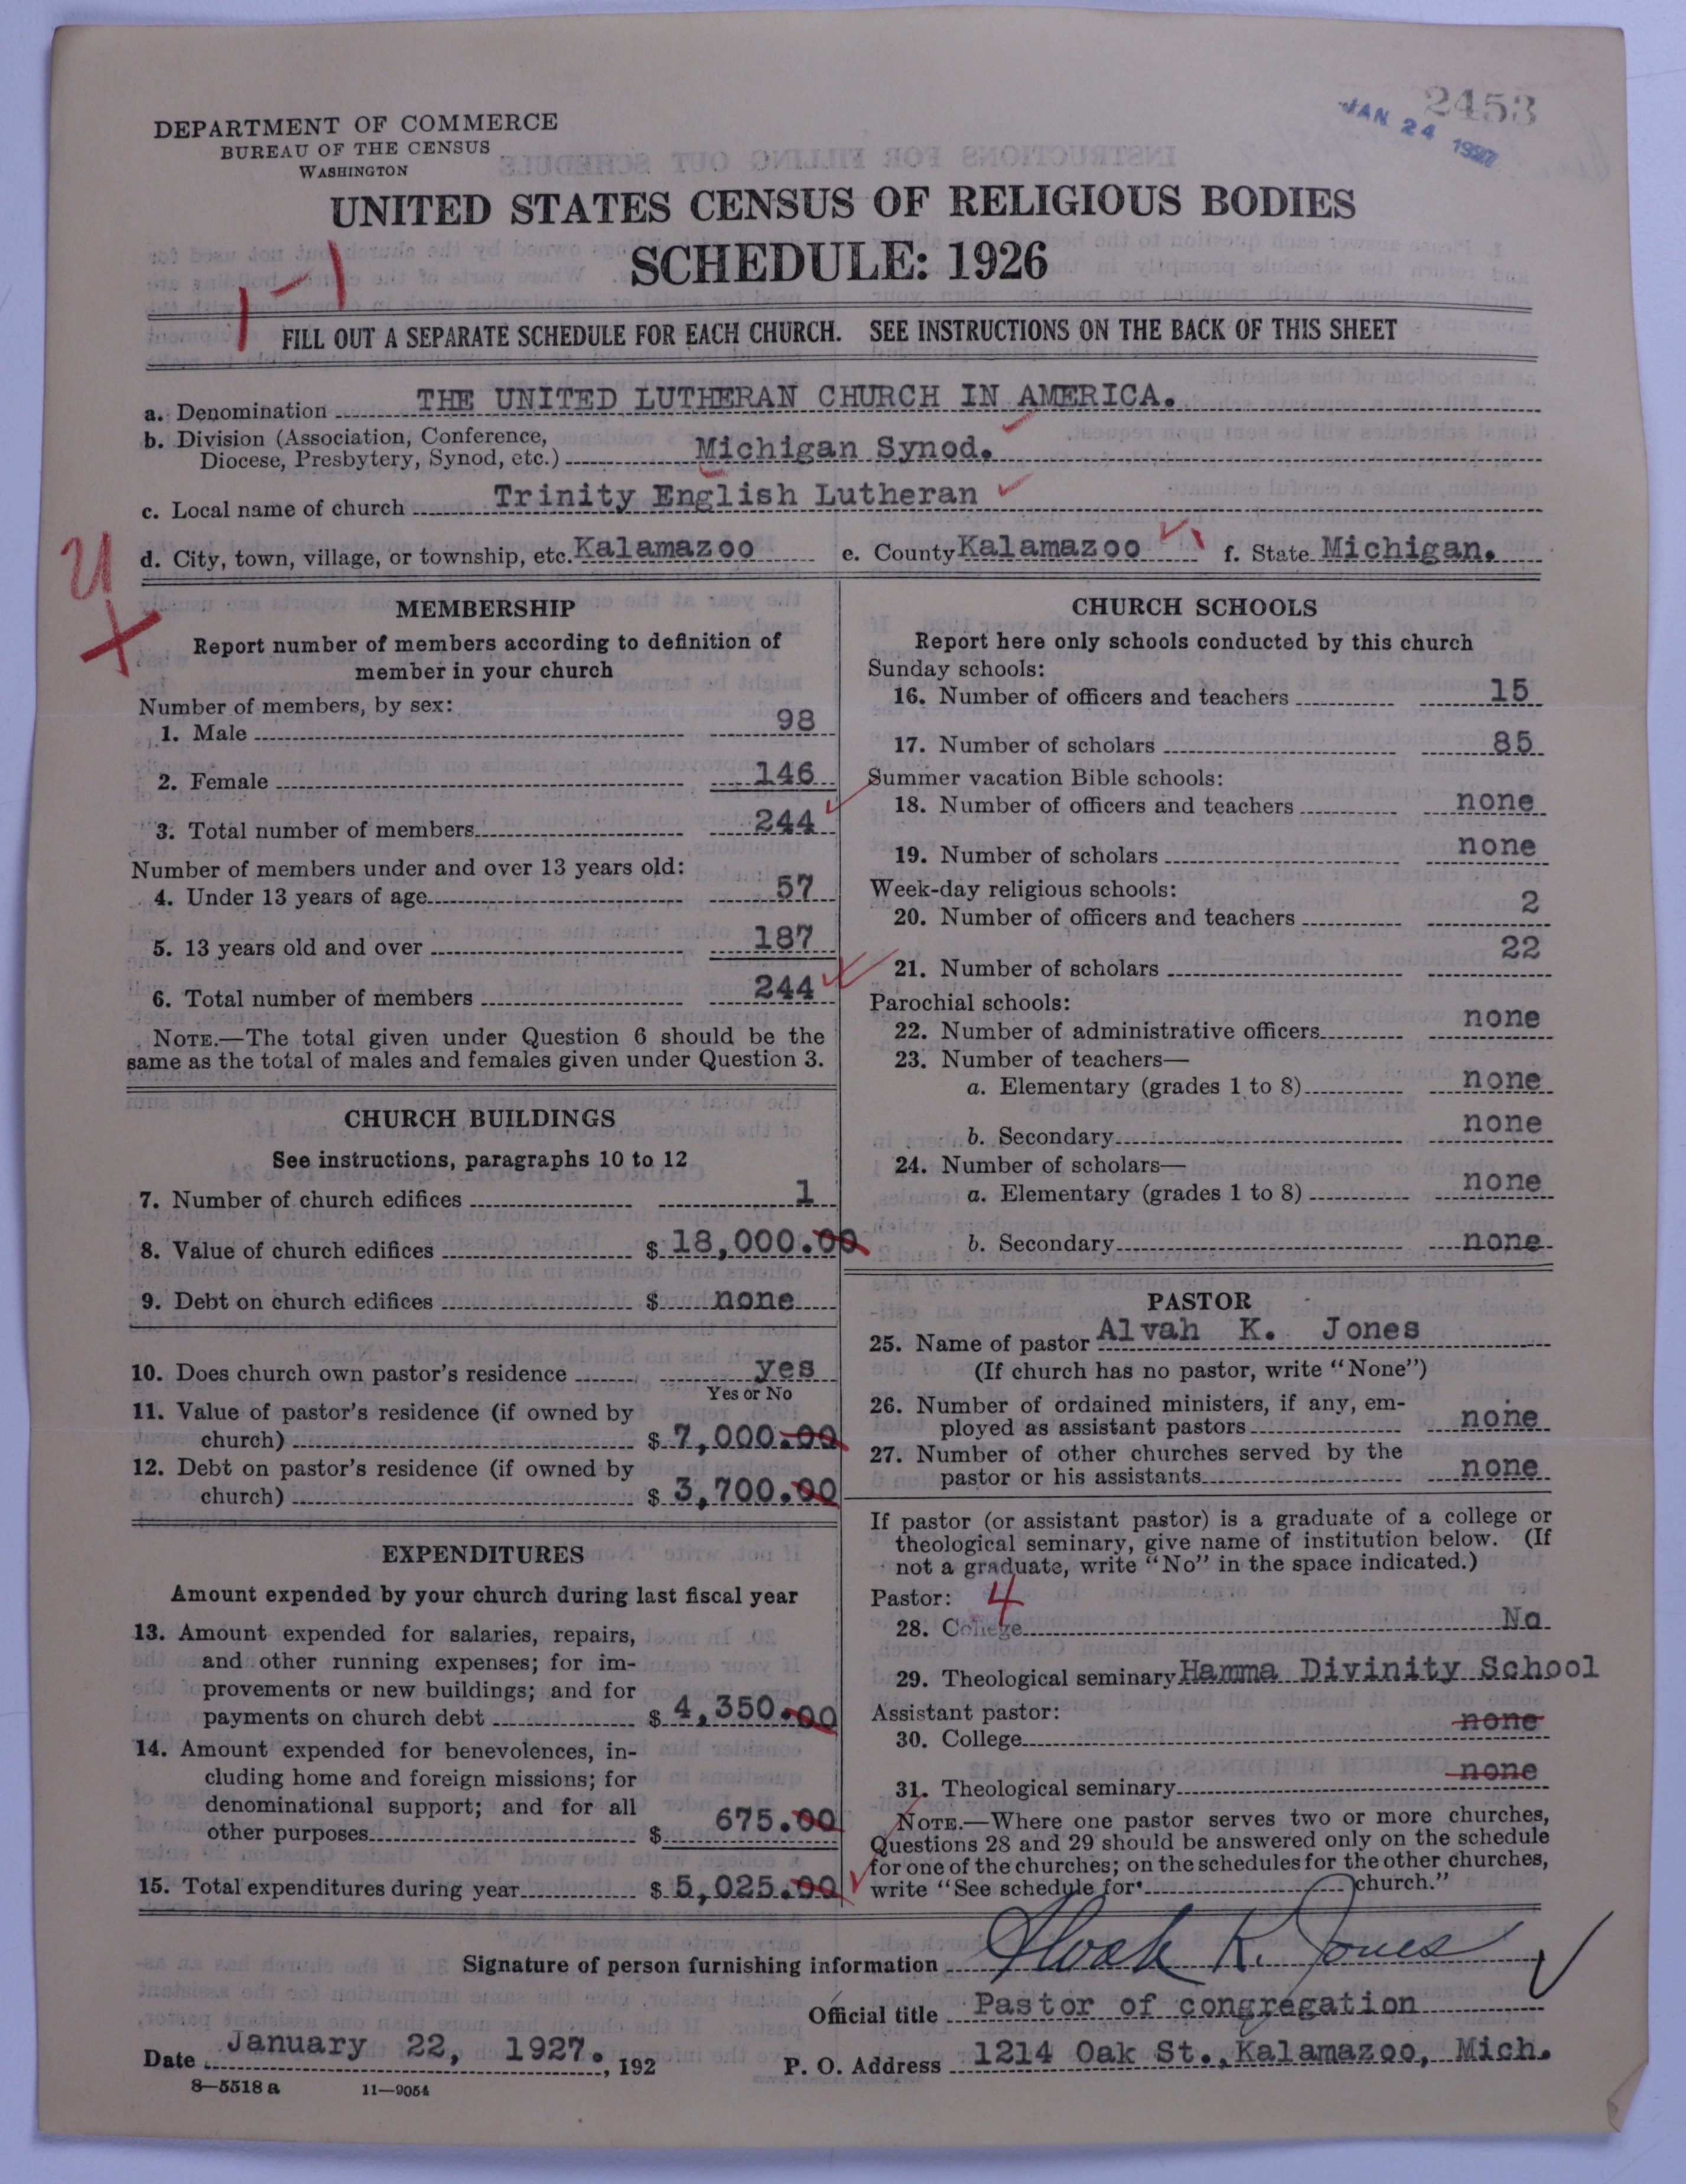 2453
JAN 24 1927
DEPARTMENT OF COMMERCE
BUREAU OF THE CENSUS
WASHINGTON
UNITED STATES CENSUS OF RELIGIOUS BODIES
SCHEDULE: 1926
1-1
FILL OUT A SEPARATE SCHEDULE FOR EACH CHURCH. SEE INSTRUCTIONS ON THE BACK OF THIS SHEET
a. Denomination THE UNITED LUTHERAN CHURCH IN AMERICA.
b. Division (Association, Conference,
Diocese, Presbytery, Synod, etc.) Michigan Synod.
c. Local name of church Trinity English Lutheran
d. City, town, village, or township, etc. Kalamazoo e. County Kalamazoo f. State Michigan.
U
X
MEMBERSHIP
Report number of members according to definition of
member in your church
Number of members, by sex:
1. Male 98
2. Female 146
3. Total number of members 244
Number of members under and over 13 years old:
4. Under 13 years of age 57
5. 13 years old and over 187
6. Total number of members 244
NOTE.—The total given under Question 6 should be the
same as the total of males and females given under Question 3.
CHURCH BUILDINGS
See instructions, paragraphs 10 to 12
7. Number of church edifices 1
8. Value of church edifices $ 18,000.00
9. Debt on church edifices $ none
10. Does church own pastor's residence yes
Yes or No
11. Value of pastor's residence (if owned by
church) $ 7,000.00
12. Debt on pastor's residence (if owned by
church) $ 3,700.00
EXPENDITURES
Amount expended by your church during last fiscal year
13. Amount expended for salaries, repairs,
and other running expenses; for im-
provements or new buildings; and for
payments on church debt $ 4,350.00
14. Amount expended for benevolences, in-
cluding home and foreign missions; for
denominational support; and for all
other purposes $ 675.00
15. Total expenditures during year $ 5,025.00
CHURCH SCHOOLS
Report here only schools conducted by this church
Sunday schools:
16. Number of officers and teachers 15
17. Number of scholars 85
Summer vacation Bible schools:
18. Number of officers and teachers none
19. Number of scholars none
Week-day religious schools:
20. Number of officers and teachers 2
21. Number of scholars 22
Parochial schools:
22. Number of administrative officers none
23. Number of teachers—
a. Elementary (grades 1 to 8) none
b. Secondary none
24. Number of scholars—
a. Elementary (grades 1 to 8) none
b. Secondary none
PASTOR
25. Name of pastor Alvah K. Jones
(If church has no pastor, write "None")
26. Number of ordained ministers, if any, em-
ployed as assistant pastors none
27. Number of other churches served by the
pastor or his assistants none
If pastor (or assistant pastor) is a graduate of a college or
theological seminary, give name of institution below. (If
not a graduate, write "No" in the space indicated.)
Pastor: 4
28. College No
29. Theological seminary Hamma Divinity School
Assistant pastor:
30. College none
31. Theological seminary none
NOTE.—Where one pastor serves two or more churches,
Questions 28 and 29 should be answered only on the schedule
for one of the churches; on the schedules for the other churches,
write "See schedule for church."
Signature of person furnishing information Alvah K. Jones
Official title Pastor of congregation
Date January 22, 1927. , 192 P. O. Address 1214 Oak St., Kalamazoo, Mich.
8—5518 a 11—9054